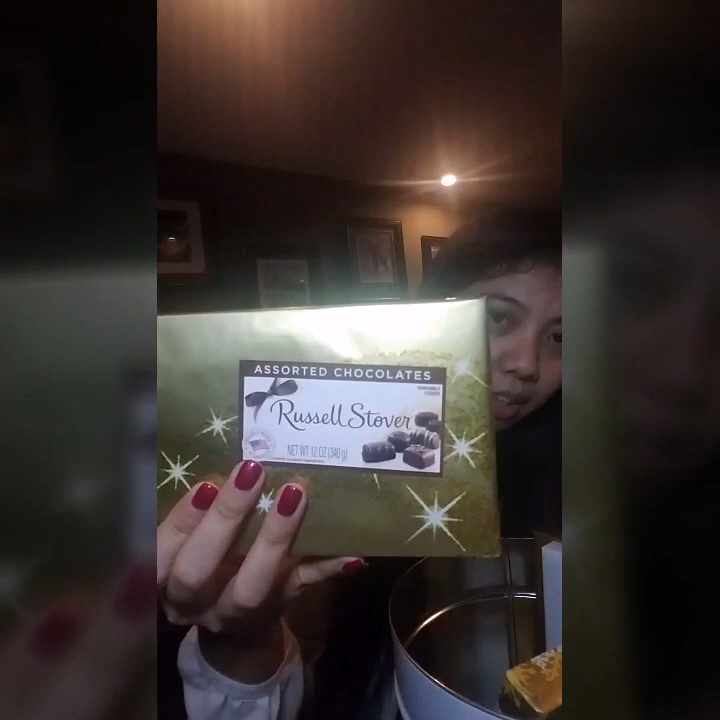 ASSORTED CHOCOLATES
Russell Stover
NET WT 12 OZ (340 g)